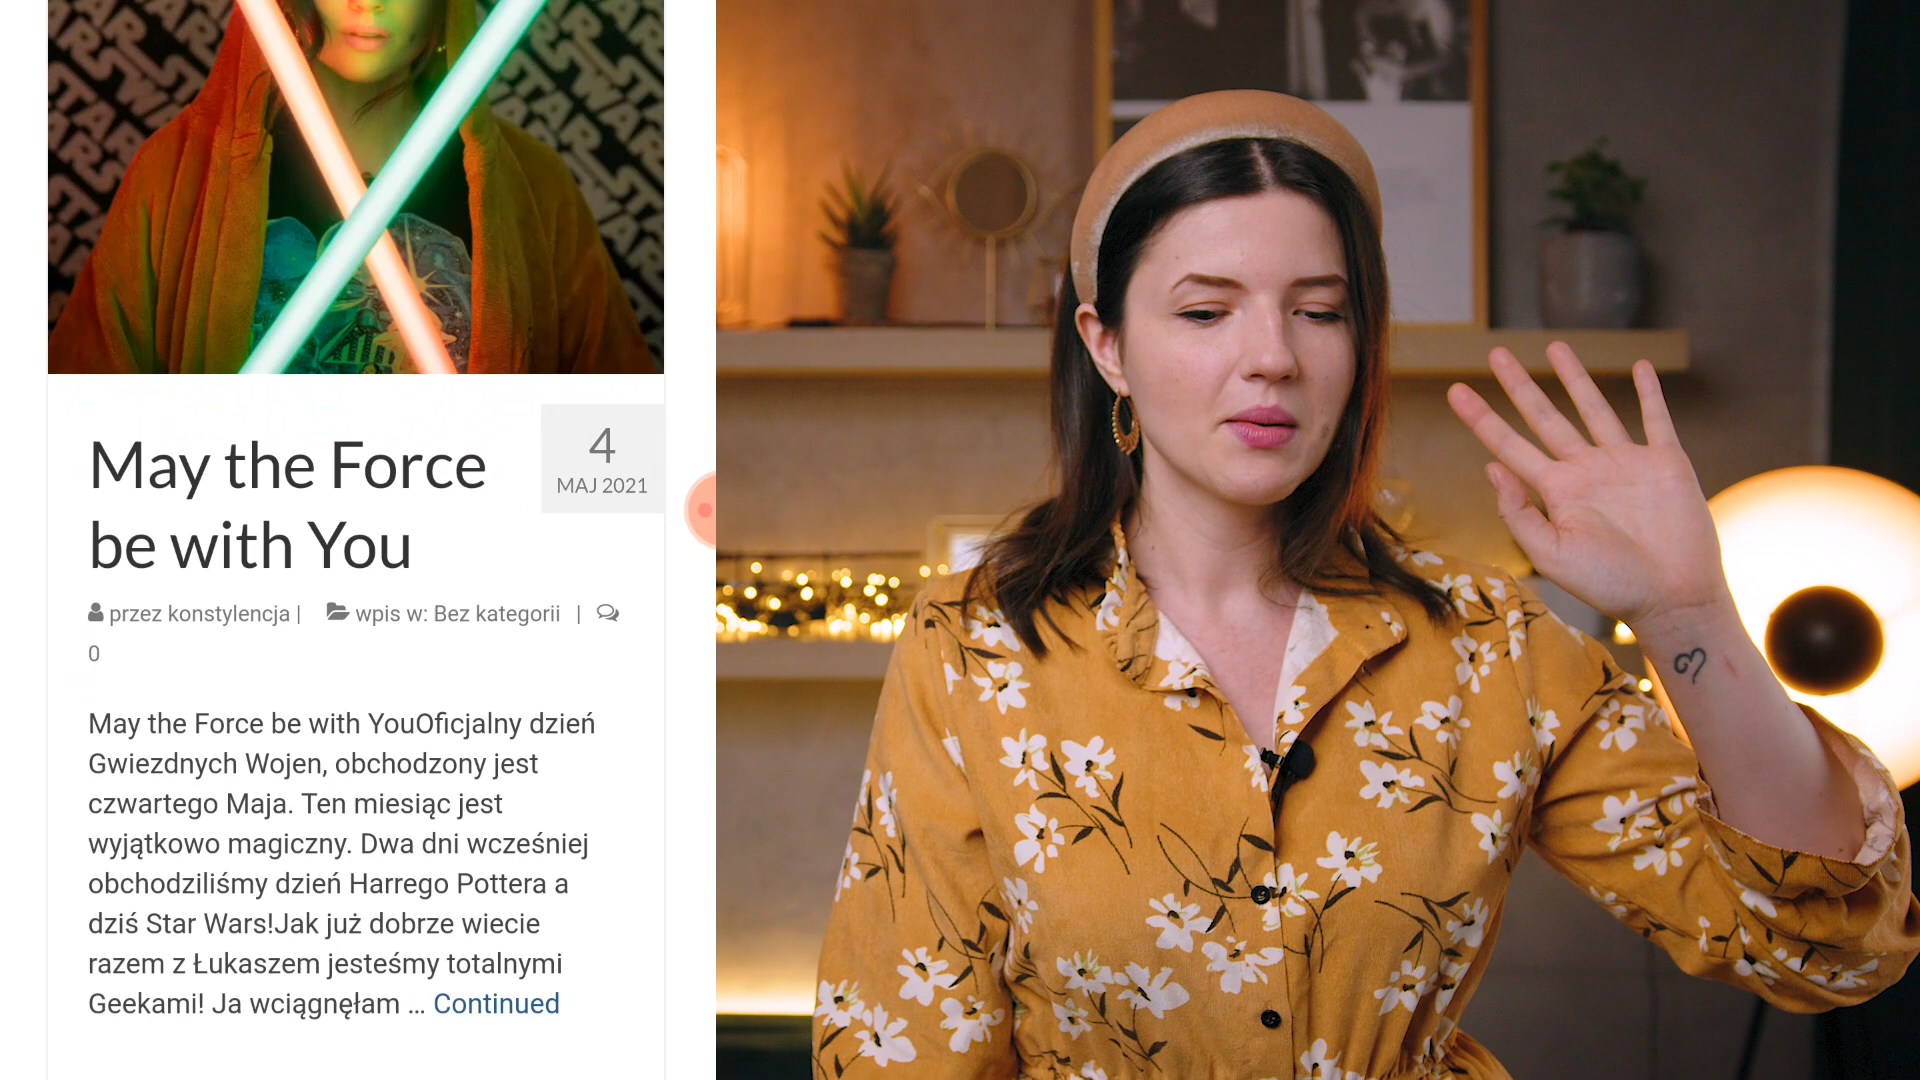 STAR WARS
May the Force
be with You
4
MAJ 2021
przez konstylencja | wpis w: Bez kategorii |
0
May the Force be with YouOficjalny dzień
Gwiezdnych Wojen, obchodzony jest
czwartego Maja. Ten miesiąc jest
wyjątkowo magiczny. Dwa dni wcześniej
obchodziliśmy dzień Harrego Pottera a
dziś Star Wars!Jak już dobrze wiecie
razem z Łukaszem jesteśmy totalnymi
Geekami! Ja wciągnęłam ... Continued